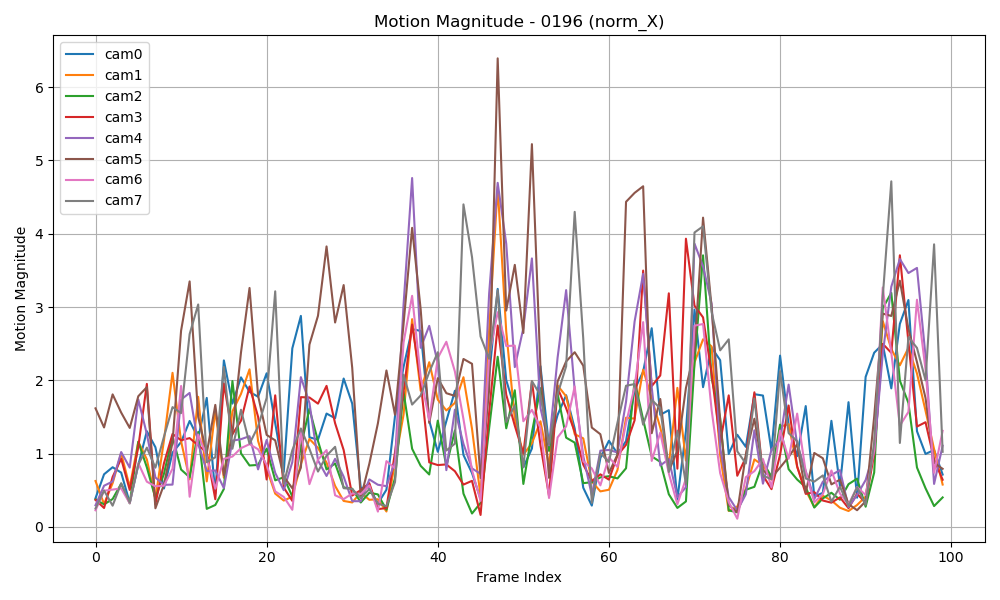 Motion Magnitude - 0196 (norm_X)
cam0
cam1
cam2
cam3
cam4
cam5
cam6
cam7
Motion Magnitude
6
5
4
3
2
1
0
0 20 40 60 80 100
Frame Index